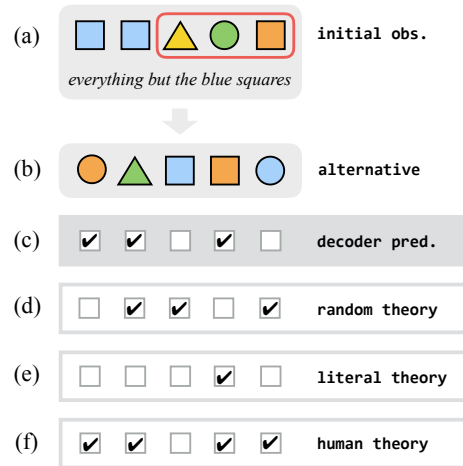 (a) initial obs.
everything but the blue squares
(b) alternative
(c) decoder pred.
(d) random theory
(e) literal theory
(f) human theory